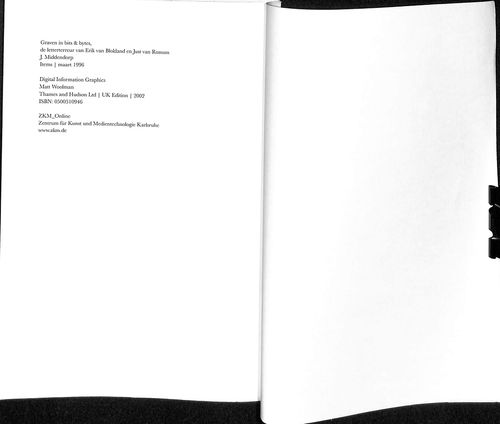 Graven in bits & bytes,
de letterterreur van Erik van Blokland en Just van Rossum
J. Middendorp
Items | maart 1996
Digital Information Graphics
Matt Woolman
Thames and Hudson Ltd | UK Edition | 2002
ISBN: 0500510946
ZKM_Online
Zentrum für Kunst und Medientechnologie Karlsruhe
www.zkm.de